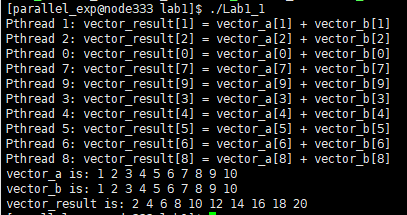 [parallel_exp@node333 lab1]$ ./Lab1_1
Pthread 1: vector_result[1] = vector_a[1] + vector_b[1]
Pthread 2: vector_result[2] = vector_a[2] + vector_b[2]
Pthread 0: vector_result[0] = vector_a[0] + vector_b[0]
Pthread 7: vector_result[7] = vector_a[7] + vector_b[7]
Pthread 9: vector_result[9] = vector_a[9] + vector_b[9]
Pthread 3: vector_result[3] = vector_a[3] + vector_b[3]
Pthread 4: vector_result[4] = vector_a[4] + vector_b[4]
Pthread 5: vector_result[5] = vector_a[5] + vector_b[5]
Pthread 6: vector_result[6] = vector_a[6] + vector_b[6]
Pthread 8: vector_result[8] = vector_a[8] + vector_b[8]
vector_a is: 1 2 3 4 5 6 7 8 9 10
vector_b is: 1 2 3 4 5 6 7 8 9 10
vector_result is: 2 4 6 8 10 12 14 16 18 20